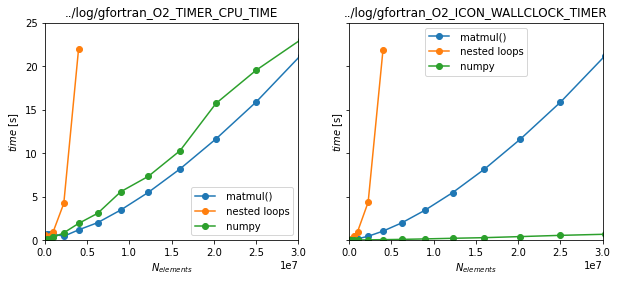 ../log/gfortran_O2_TIMER_CPU_TIME
25
20
15
10
5
0
time [s]
matmul()
nested loops
numpy
0.0 0.5 1.0 1.5 2.0 2.5 3.0
1e7
N_elements
../log/gfortran_O2_ICON_WALLCLOCK_TIMER
time [s]
matmul()
nested loops
numpy
0.0 0.5 1.0 1.5 2.0 2.5 3.0
1e7
N_elements